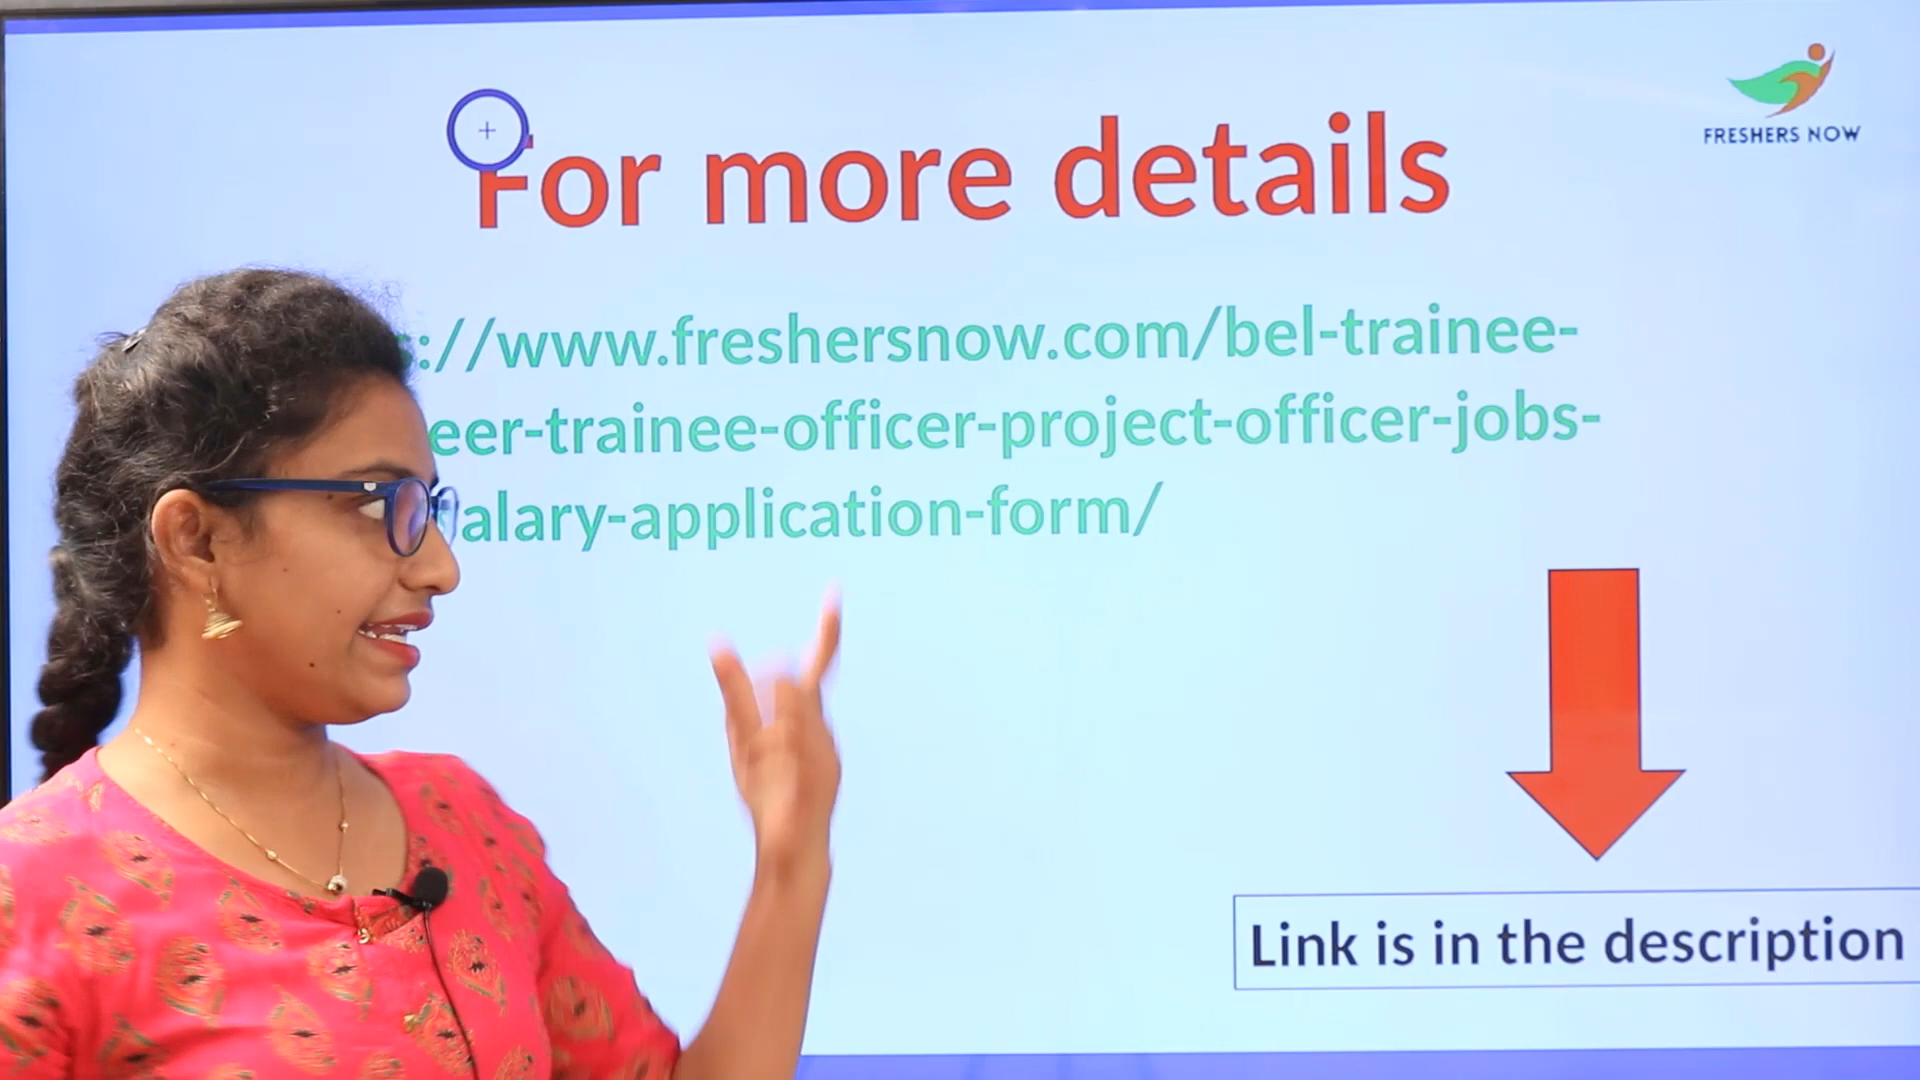 For more details
FRESHERS NOW
://www.freshersnow.com/bel-trainee-
eer-trainee-officer-project-officer-jobs-
alary-application-form/
Link is in the description